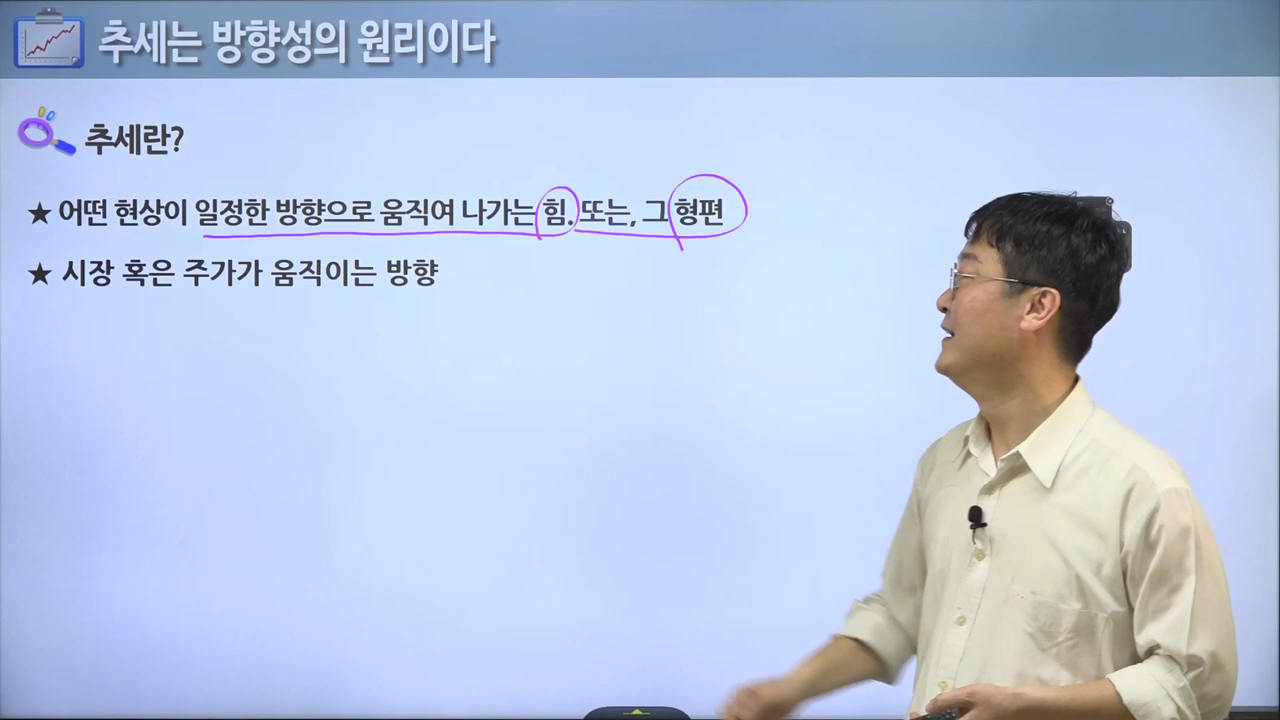 추세는 방향성의 원리이다
추세란?
★ 어떤 현상이 일정한 방향으로 움직여 나가는 힘. 또는, 그 형편
★ 시장 혹은 주가가 움직이는 방향